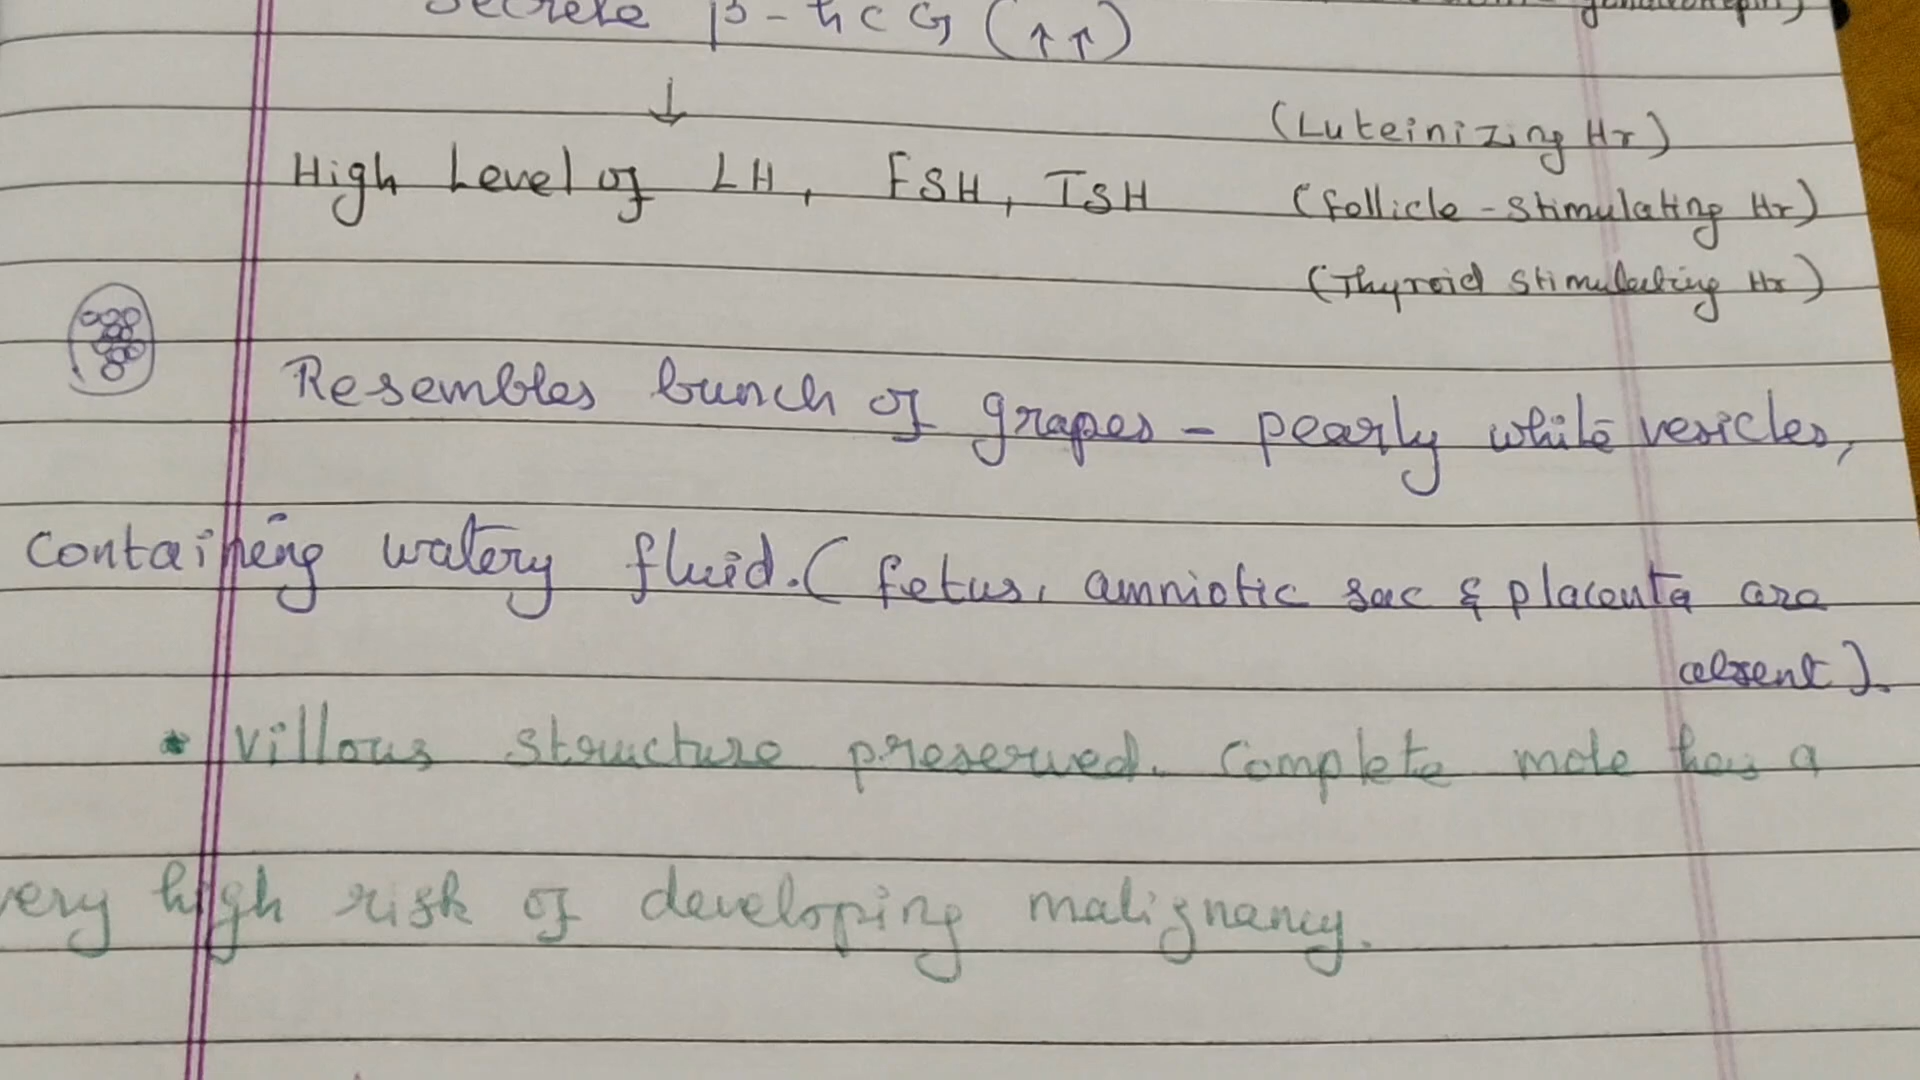 secrete β-hCG (↑↑)
↓
(Luteinizing Hr)
High Level of LH, FSH, TSH (follicle-stimulating Hr)
(Thyroid stimulating Hr)
Resembles bunch of grapes - pearly white vesicles,
containing watery fluid. (fetus, amniotic sac & placenta are
absent).
* villous structure preserved. Complete mole has a
very high risk of developing malignancy.